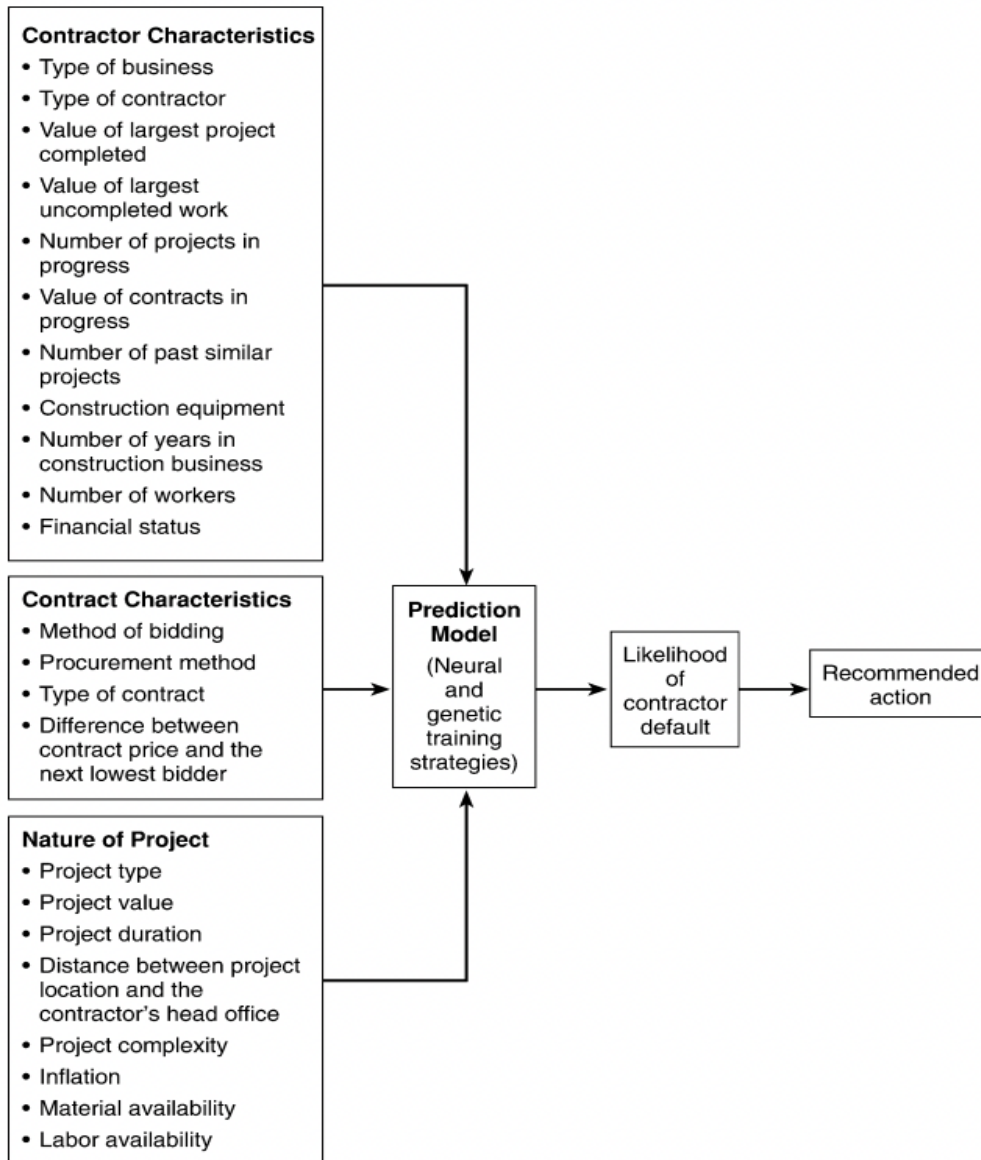 Contractor Characteristics
• Type of business
• Type of contractor
• Value of largest project
completed
• Value of largest
uncompleted work
• Number of projects in
progress
• Value of contracts in
progress
• Number of past similar
projects
• Construction equipment
• Number of years in
construction business
• Number of workers
• Financial status
Contract Characteristics
• Method of bidding
• Procurement method
• Type of contract
• Difference between
contract price and the
next lowest bidder
Nature of Project
• Project type
• Project value
• Project duration
• Distance between project
location and the
contractor's head office
• Project complexity
• Inflation
• Material availability
• Labor availability
Prediction
Model
(Neural
and
genetic
training
strategies)
Likelihood
of
contractor
default
Recommended
action